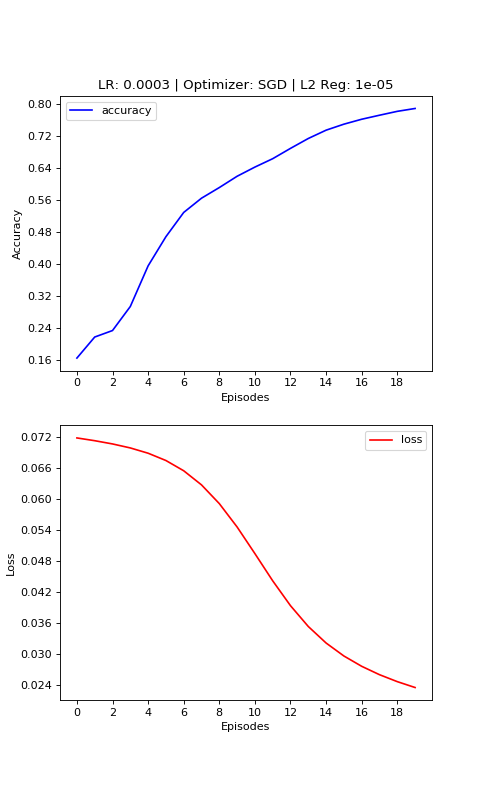 LR: 0.0003 | Optimizer: SGD | L2 Reg: 1e-05
accuracy
0.80
0.72
0.64
0.56
0.48
0.40
0.32
0.24
0.16
Accuracy
0 2 4 6 8 10 12 14 16 18
Episodes
loss
0.072
0.066
0.060
0.054
0.048
0.042
0.036
0.030
0.024
Loss
0 2 4 6 8 10 12 14 16 18
Episodes